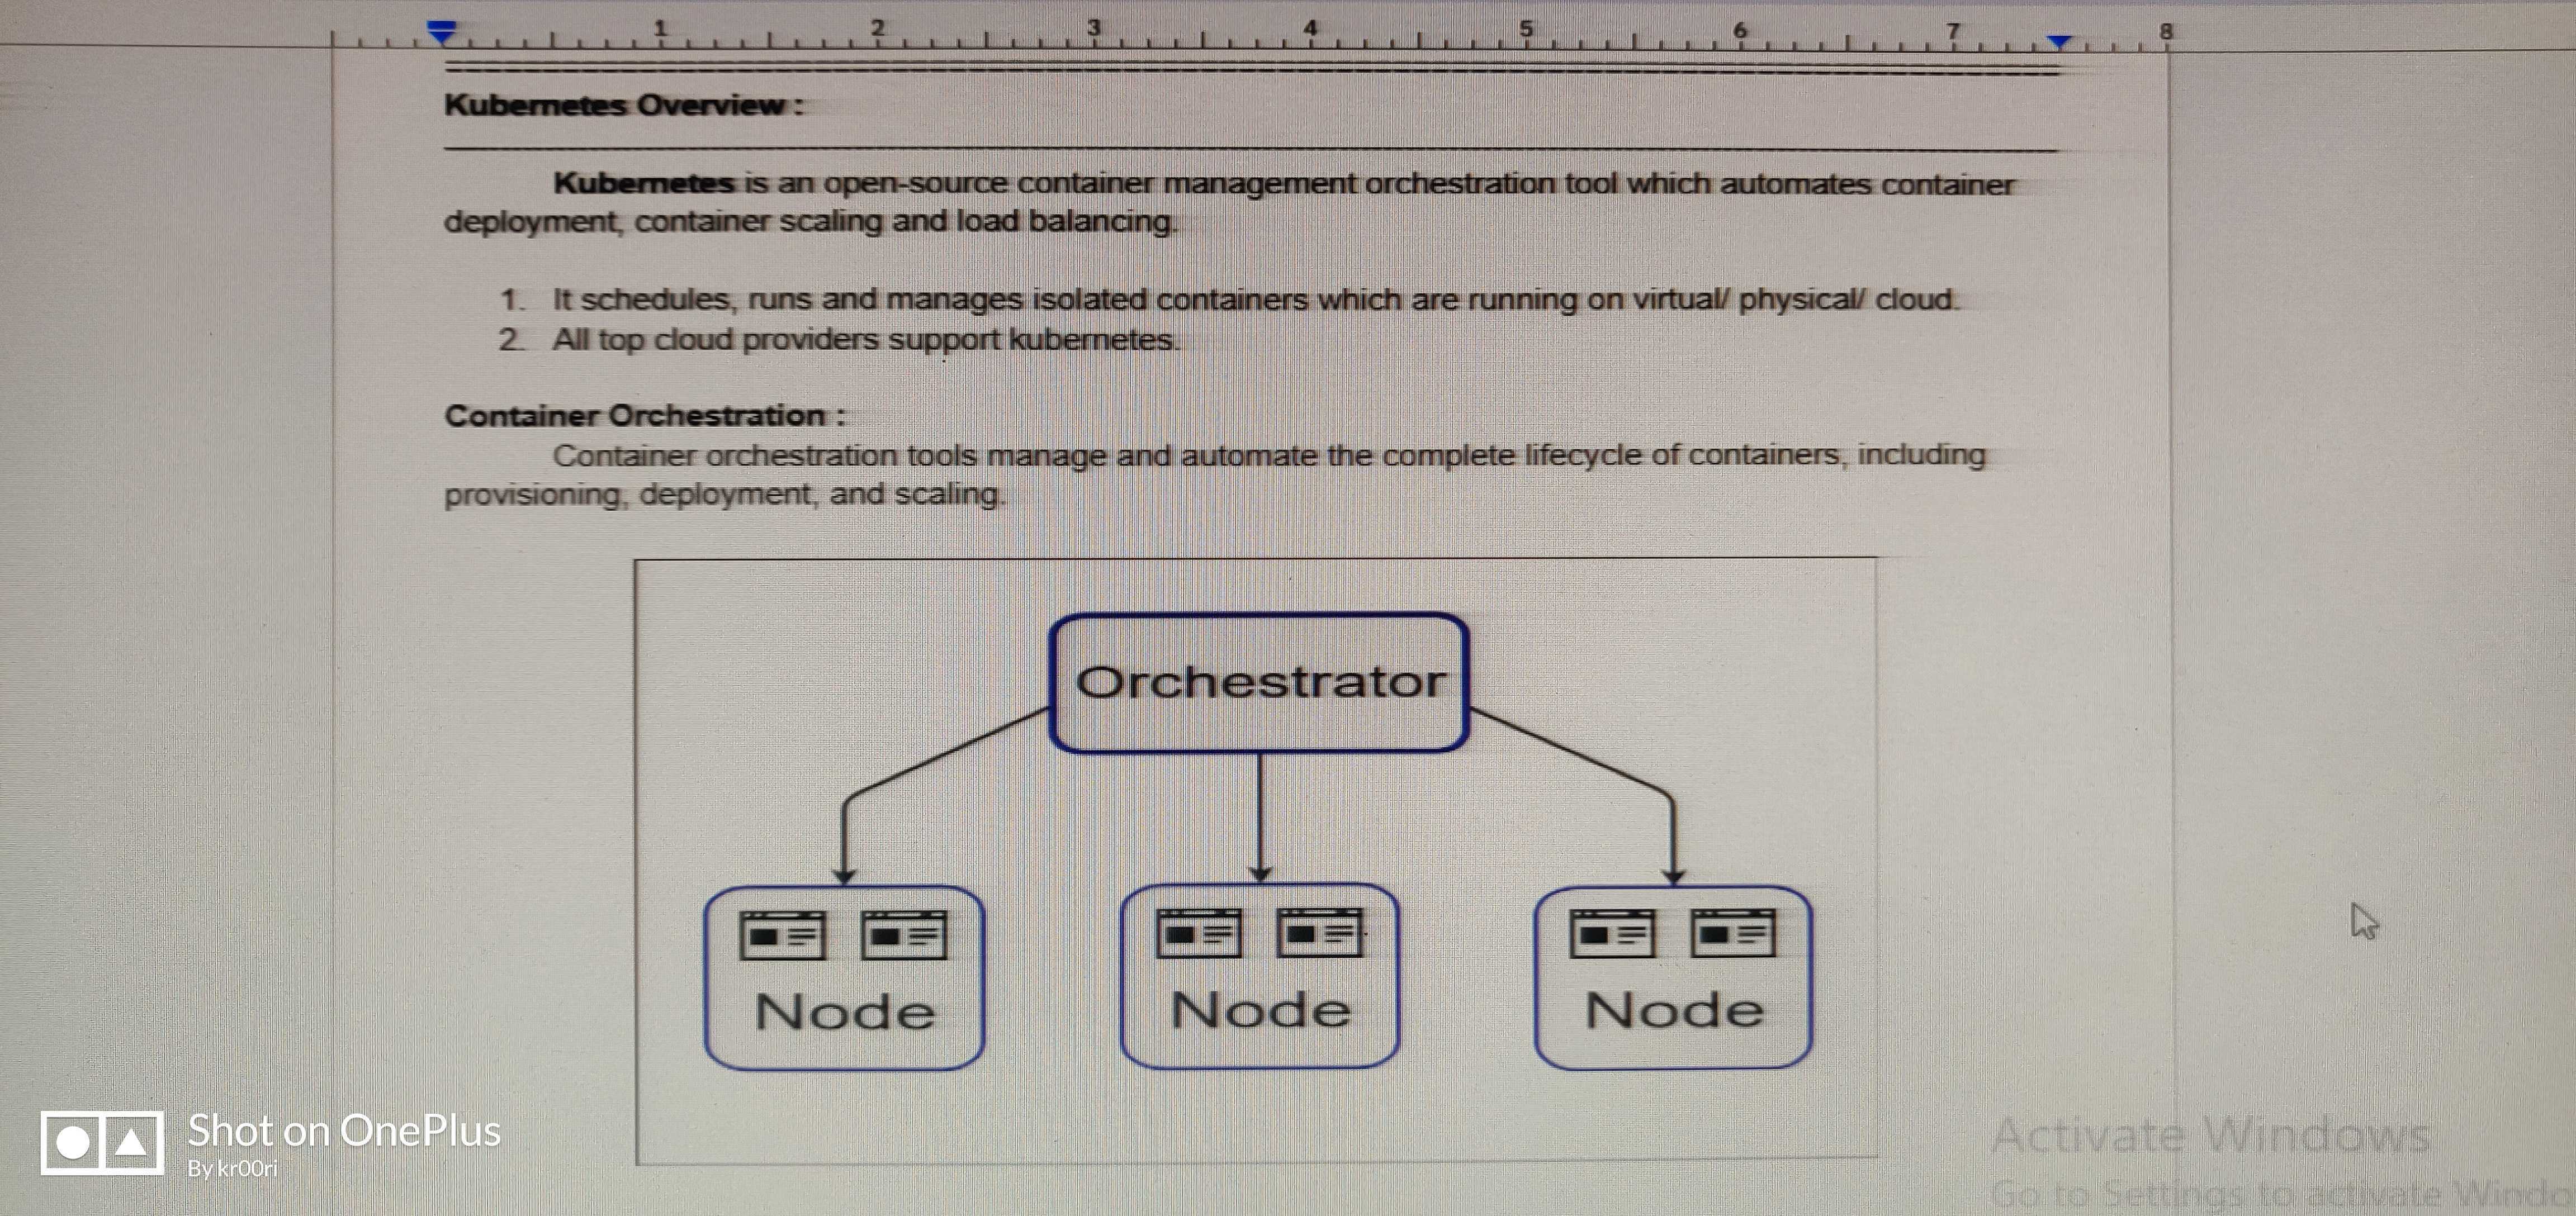 1 2 3 4 5 6 7 8
Kubernetes Overview :
Kubernetes is an open-source container management orchestration tool which automates container
deployment, container scaling and load balancing.
1. It schedules, runs and manages isolated containers which are running on virtual/ physical/ cloud.
2. All top cloud providers support kubernetes.
Container Orchestration :
Container orchestration tools manage and automate the complete lifecycle of containers, including
provisioning, deployment, and scaling.
Orchestrator
Node Node Node
Shot on OnePlus
By kr00ri
Activate Windows
Go to Settings to activate Windo